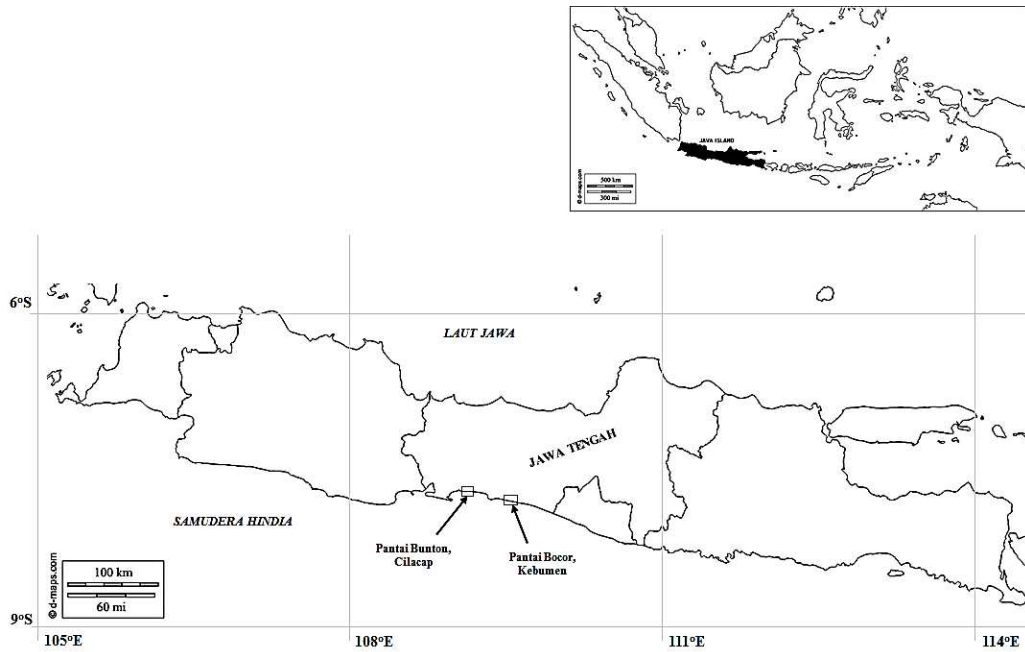 JAVA ISLAND
500 km
300 mi
© d-maps.com
6°S
LAUT JAWA
JAWA TENGAH
SAMUDERA HINDIA
Pantai Bunton,
Cilacap
Pantai Bocor,
Kebumen
100 km
60 mi
© d-maps.com
9°S
105°E
108°E
111°E
114°E